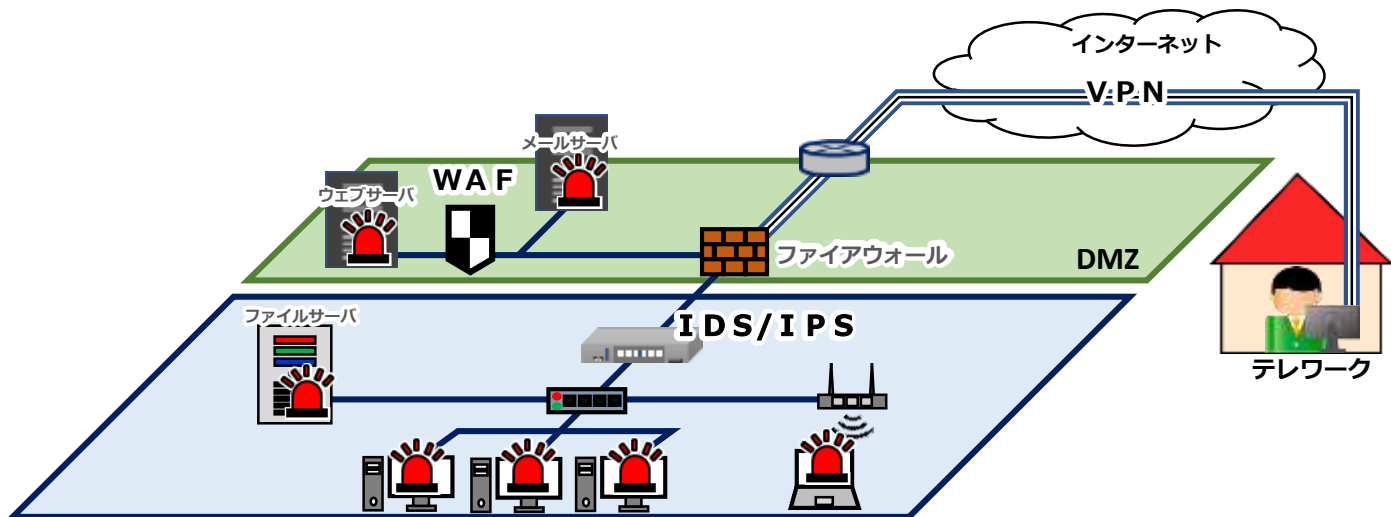 インターネット
VPN
メールサーバ
WAF
ウェブサーバ
ファイアウォール
DMZ
ファイルサーバ
IDS/IPS
テレワーク